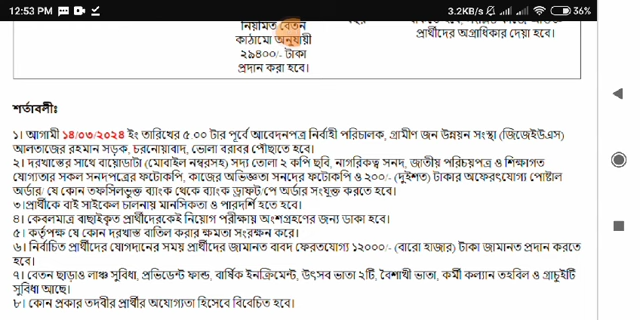 12:53 PM
3.2KB/s
36%
নিয়মিত বেতন
কাঠামো অনুযায়ী
২৯৪০০/- টাকা
প্রদান করা হবে।
প্রার্থীদের অগ্রাধিকার দেয়া হবে।
শর্তাবলীঃ
১। আগামী ১৪/০৩/২০২৪ ইং তারিখের ৫.০০ টার পূর্বে আবেদনপত্র নির্বাহী পরিচালক, গ্রামীণ জন উন্নয়ন সংস্থা (জিজেইউএস)
আলতাজের রহমান সড়ক, চরনোয়াবাদ, ভোলা বরাবর পৌছাতে হবে।
২। দরখাস্তের সাথে বায়োডাটা (মোবাইল নম্বরসহ) সদ্য তোলা ২ কপি ছবি, নাগরিকত্ব সনদ, জাতীয় পরিচয়পত্র ও শিক্ষাগত
যোগ্যতার সকল সনদপত্রের ফটোকপি, কাজের অভিজ্ঞতা সনদের ফটোকপি ও ২০০/- (দুইশত) টাকার অফেরৎযোগ্য পোষ্টাল
অর্ডার/ যে কোন তফসিলভুক্ত ব্যাংক থেকে ব্যাংক ড্রাফট/পে অর্ডার সংযুক্ত করতে হবে।
৩।প্রার্থীকে বাই সাইকেল চালনায় মানসিকতা ও পারদর্শি হতে হবে।
৪। কেবলমাত্র বাছাইকৃত প্রার্থীদেরকেই নিয়োগ পরীক্ষায় অংশগ্রহণের জন্য ডাকা হবে।
৫। কর্তৃপক্ষ যে কোন দরখাস্ত বাতিল করার ক্ষমতা সংরক্ষন করে।
৬। নির্বাচিত প্রার্থীদের যোগদানের সময় প্রার্থীদের জামানত বাবদ ফেরতযোগ্য ১২০০০/- (বারো হাজার) টাকা জামানত প্রদান করতে
হবে।
৭। বেতন ছাড়াও লাঞ্চ সুবিধা, প্রভিডেন্ট ফান্ড, বার্ষিক ইনক্রিমেন্ট, উৎসব ভাতা ২টি, বৈশাখী ভাতা, কর্মী কল্যান তহবিল ও গ্রাচুইটি
সুবিধা আছে।
৮। কোন প্রকার তদবীর প্রার্থীর অযোগ্যতা হিসেবে বিবেচিত হবে।